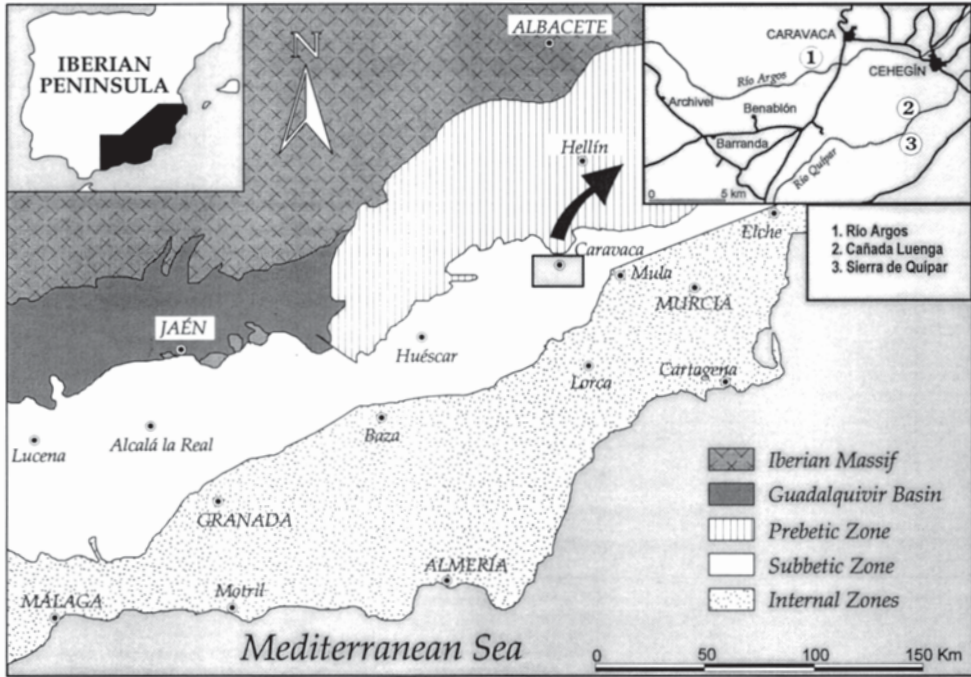 IBERIAN
PENINSULA
N
ALBACETE
Hellín
Caravaca
Elche
Mula
MURCIA
JAÉN
Huéscar
Lorca
Cartagena
Lucena
Alcalá la Real
Baza
GRANADA
ALMERÍA
Motril
MÁLAGA
Mediterranean Sea
CARAVACA
1
CEHEGÍN
Río Argos
Archivel
Benablón
2
Barranda
3
Río Quípar
0 5 km
1. Rio Argos
2. Cañada Luenga
3. Sierra de Quipar
Iberian Massif
Guadalquivir Basin
Prebetic Zone
Subbetic Zone
Internal Zones
0 50 100 150 Km